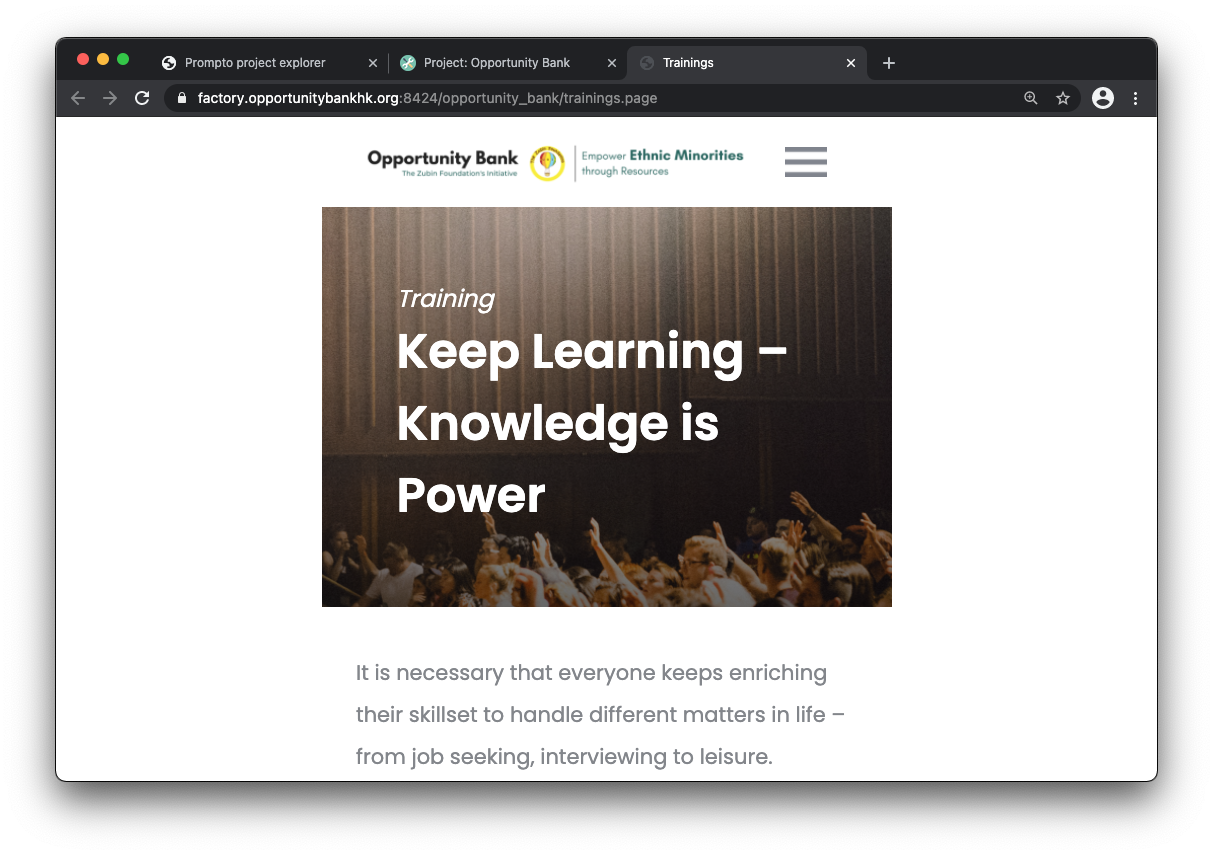 Prompto project explorer
Project: Opportunity Bank
Trainings
factory.opportunitybankhk.org:8424/opportunity_bank/trainings.page
Opportunity Bank
The Zubin Foundation's Initiative
Empower Ethnic Minorities
through Resources
Training
Keep Learning –
Knowledge is
Power
It is necessary that everyone keeps enriching
their skillset to handle different matters in life –
from job seeking, interviewing to leisure.